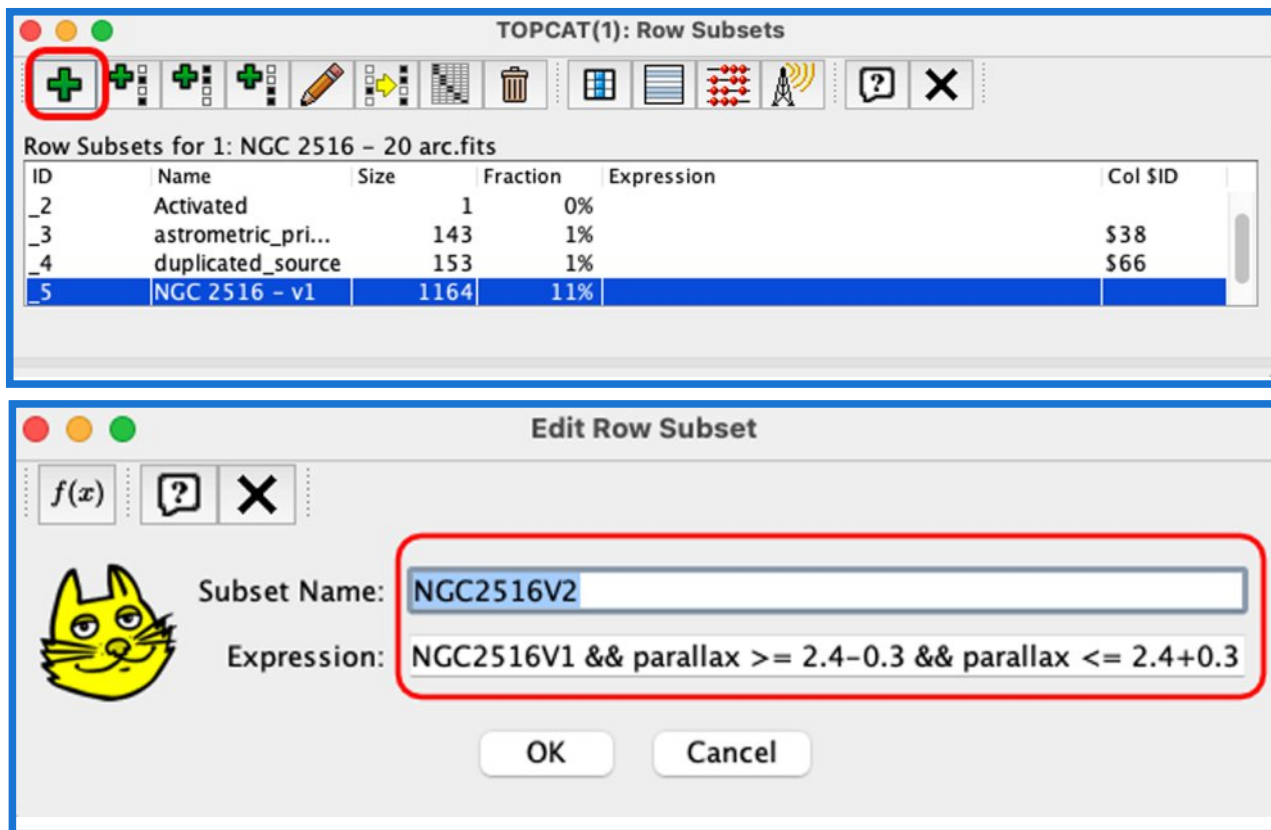 TOPCAT(1): Row Subsets
Row Subsets for 1: NGC 2516 – 20 arc.fits
ID Name Size Fraction Expression Col $ID
_2 Activated 1 0%
_3 astrometric_pri... 143 1% $38
_4 duplicated_source 153 1% $66
_5 NGC 2516 – v1 1164 11%
Edit Row Subset
f(x) ?
Subset Name: NGC2516V2
Expression: NGC2516V1 && parallax >= 2.4–0.3 && parallax <= 2.4+0.3
OK Cancel